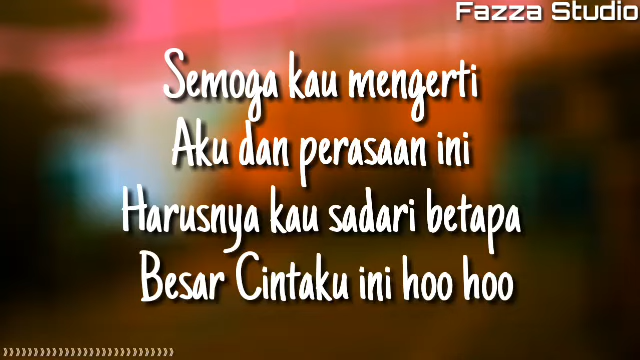 Fazza Studio
Semoga kau mengerti
Aku dan perasaan ini
Harusnya kau sadari betapa
Besar Cintaku ini hoo hoo